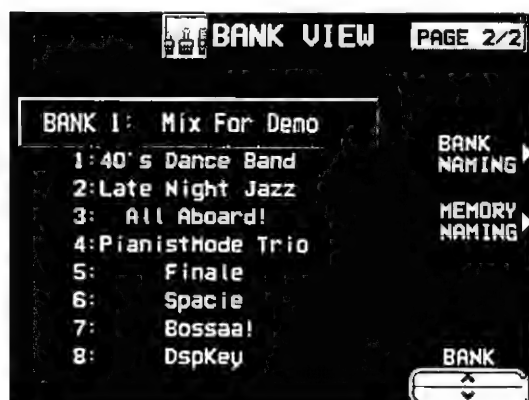 BANK VIEW PAGE 2/2
BANK 1: Mix For Demo
1:40's Dance Band
2:Late Night Jazz
3: All Aboard!
4:PianistMode Trio
5: Finale
6: Spacie
7: Bossaa!
8: DspKey
BANK NAMING
MEMORY NAMING
BANK